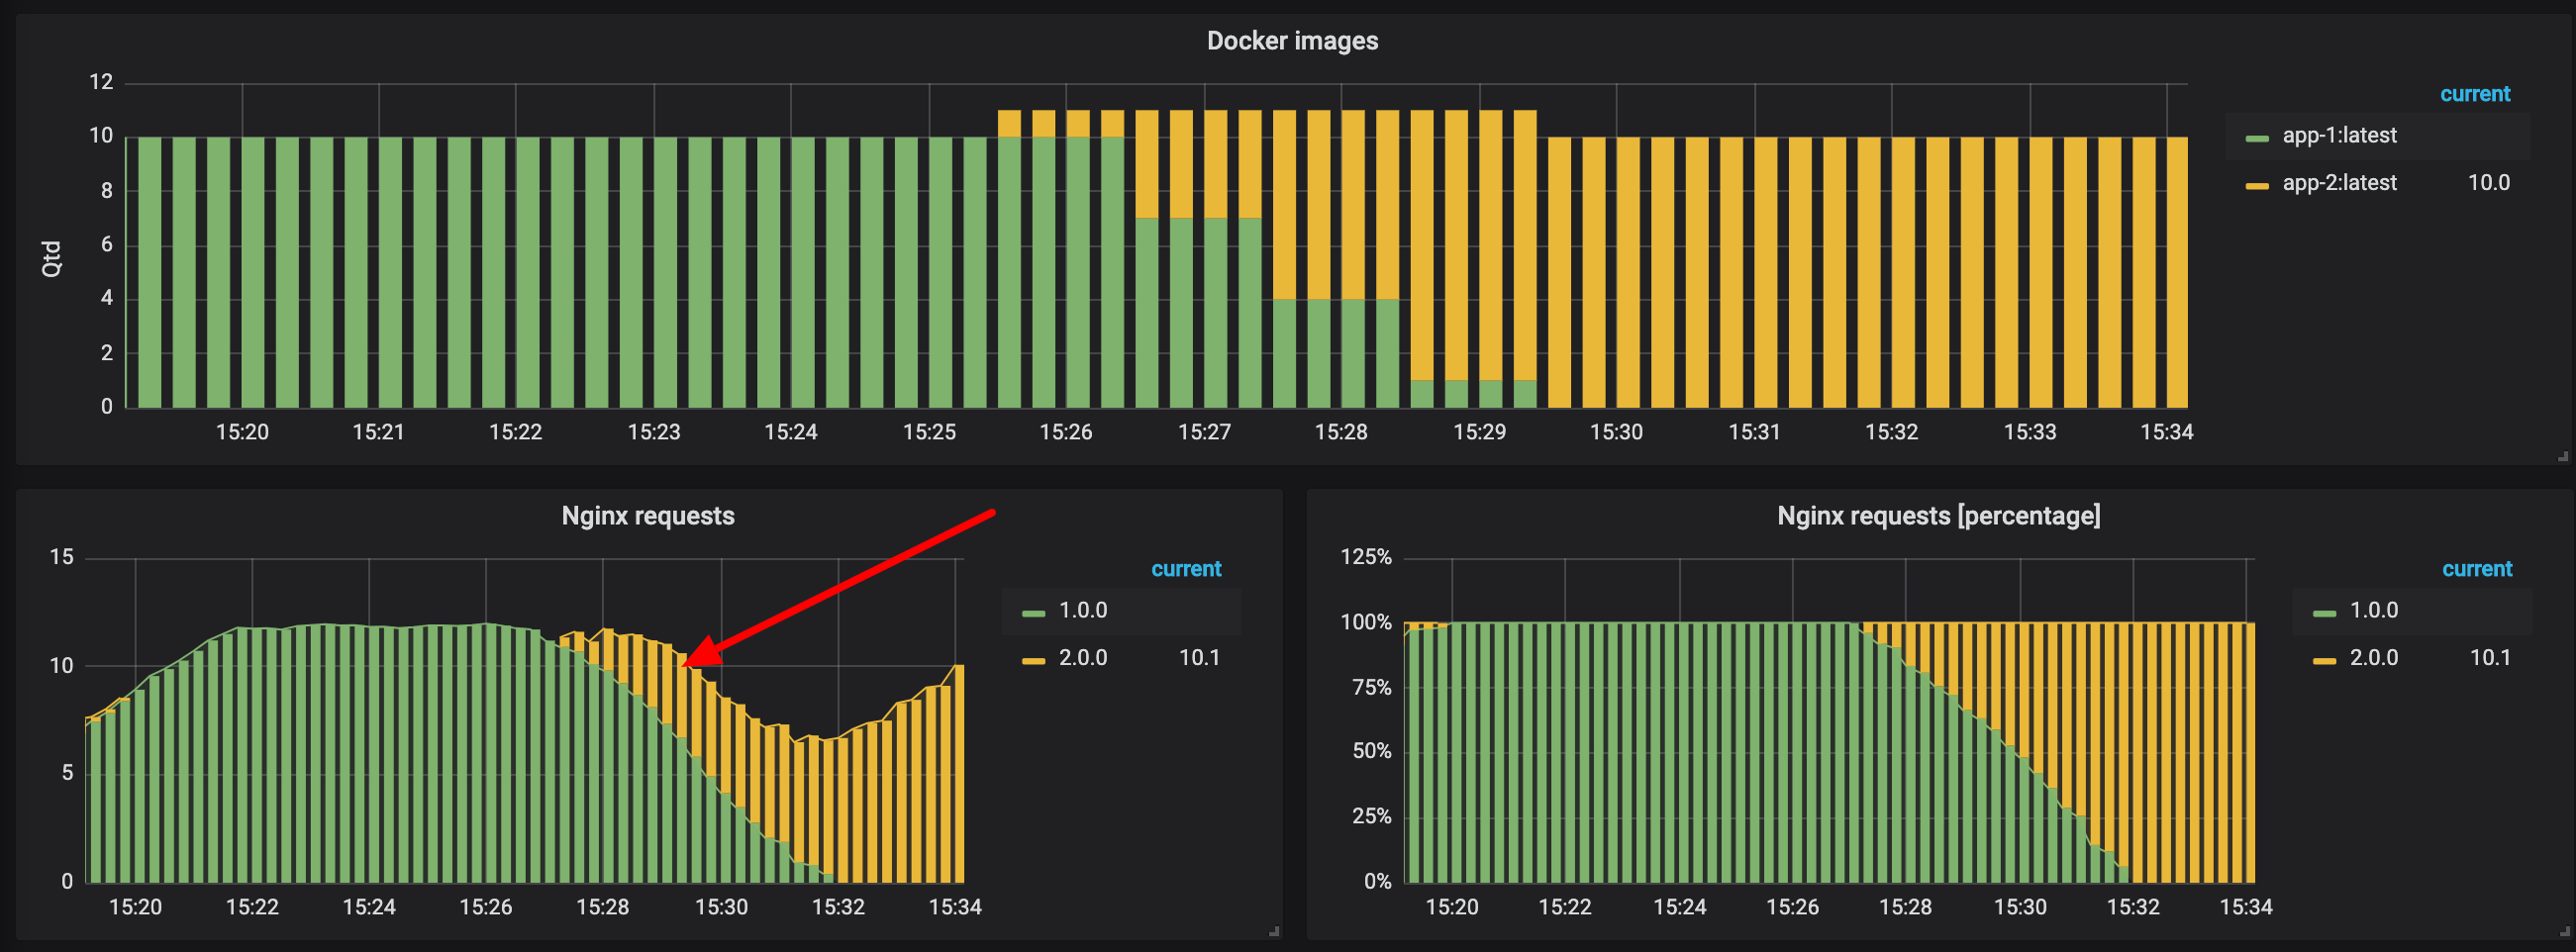 Docker images
12
10
8
6
4
2
0
Qtd
15:20 15:21 15:22 15:23 15:24 15:25 15:26 15:27 15:28 15:29 15:30 15:31 15:32 15:33 15:34
current
app-1:latest
app-2:latest 10.0
Nginx requests
15
10
5
0
15:20 15:22 15:24 15:26 15:28 15:30 15:32 15:34
current
1.0.0
2.0.0 10.1
Nginx requests [percentage]
125%
100%
75%
50%
25%
0%
15:20 15:22 15:24 15:26 15:28 15:30 15:32 15:34
current
1.0.0
2.0.0 10.1